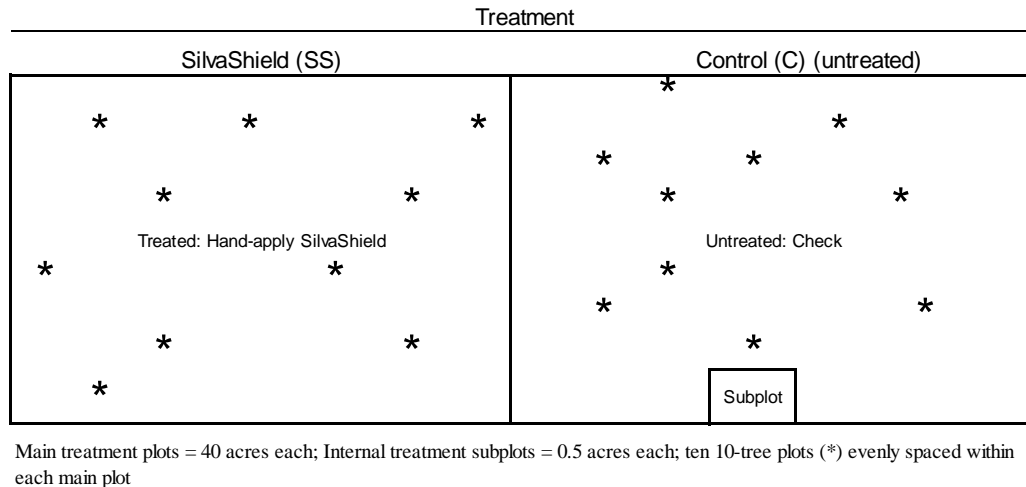 Treatment
SilvaShield (SS)
Control (C) (untreated)
Treated: Hand-apply SilvaShield
Untreated: Check
Subplot
Main treatment plots = 40 acres each; Internal treatment subplots = 0.5 acres each; ten 10-tree plots (*) evenly spaced within
each main plot